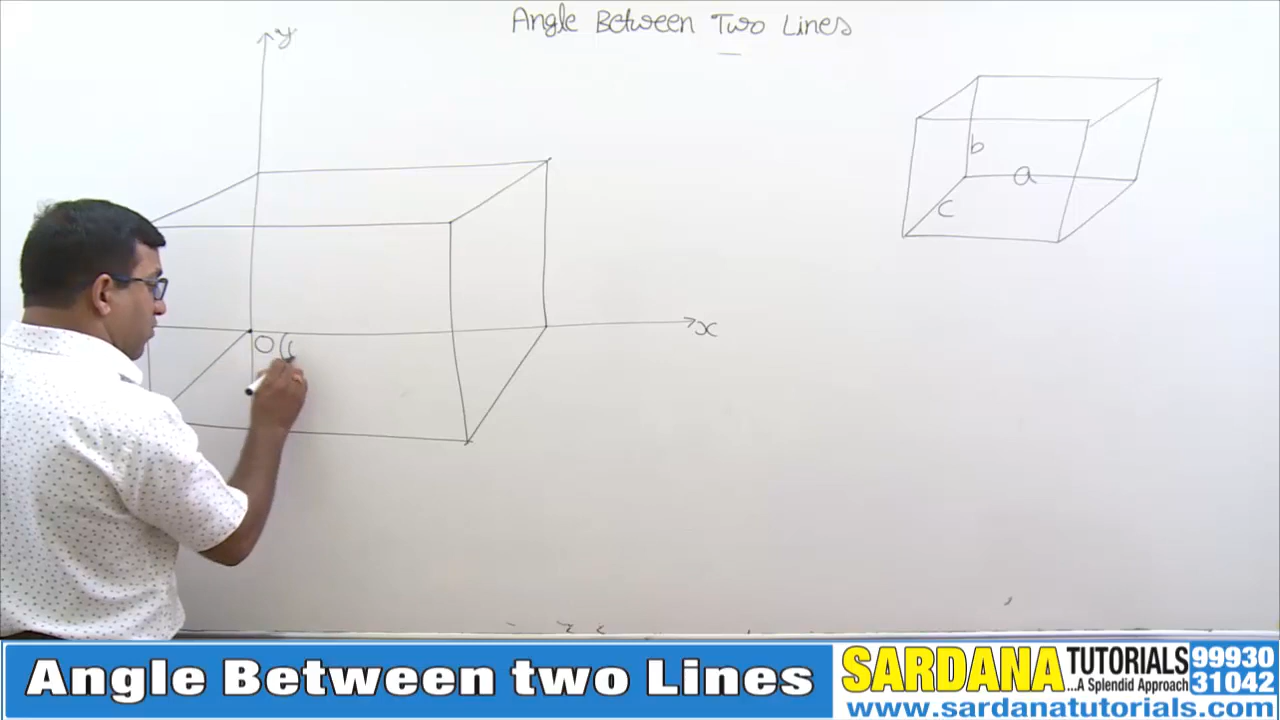 Angle Between Two Lines
y
b
a
c
x
O (
Angle Between two Lines
SARDANA TUTORIALS 99930
...A Splendid Approach 31042
www.sardanatutorials.com